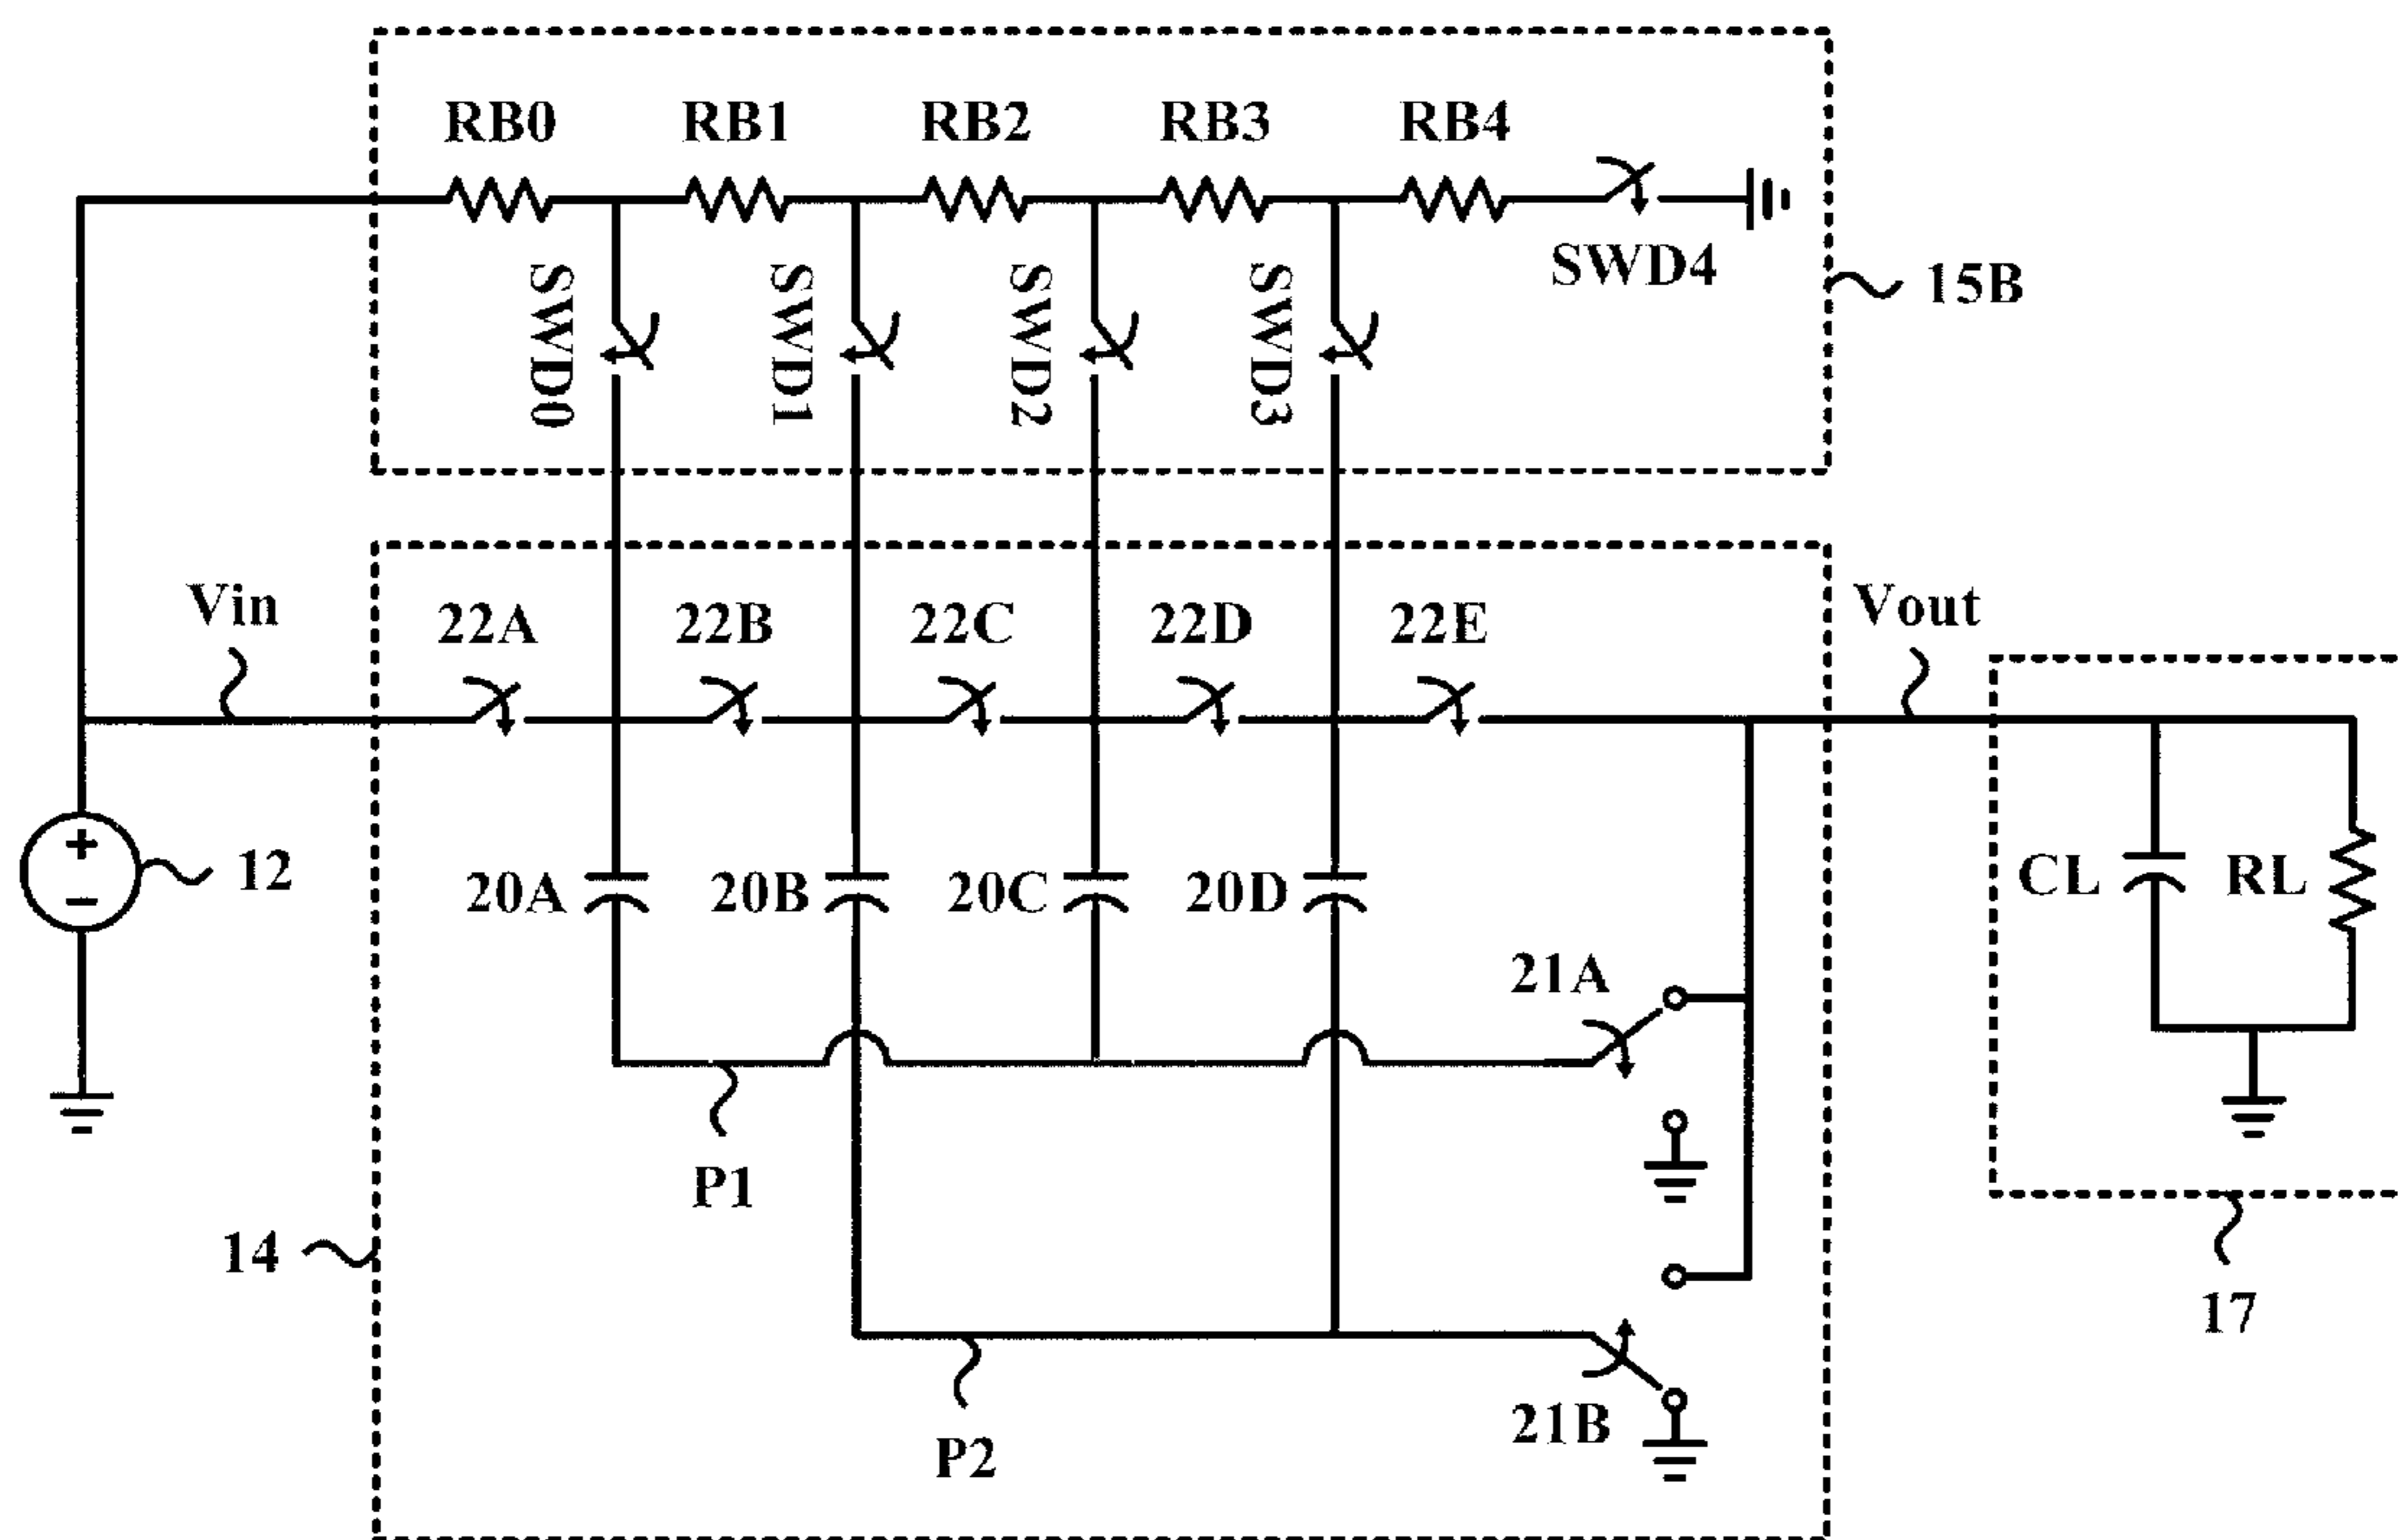 RB0 RB1 RB2 RB3 RB4
SWD4
15B
SWD0 SWD1 SWD2 SWD3
Vin
22A 22B 22C 22D 22E
Vout
+
−
12
20A 20B 20C 20D
CL RL
21A
P1
14
17
21B
P2